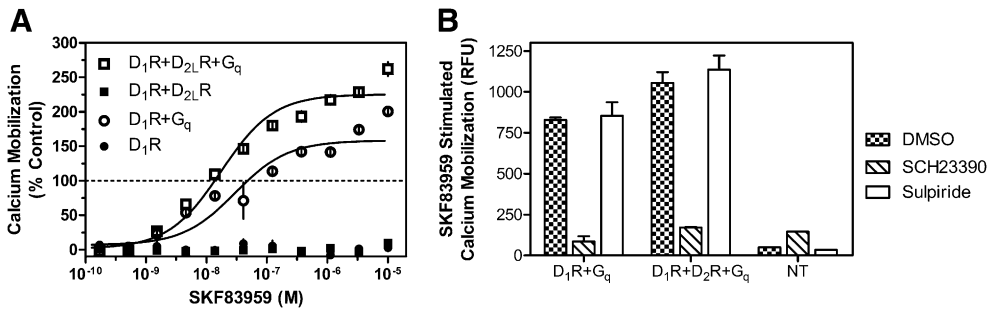 A
Calcium Mobilization
(% Control)
300
250
200
150
100
50
0
D1R+D2LR+Gq
D1R+D2LR
D1R+Gq
D1R
10-10
10-9
10-8
10-7
10-6
10-5
SKF83959 (M)
B
SKF83959 Stimulated
Calcium Mobilization (RFU)
1250
1000
750
500
250
0
D1R+Gq
D1R+D2R+Gq
NT
DMSO
SCH23390
Sulpiride